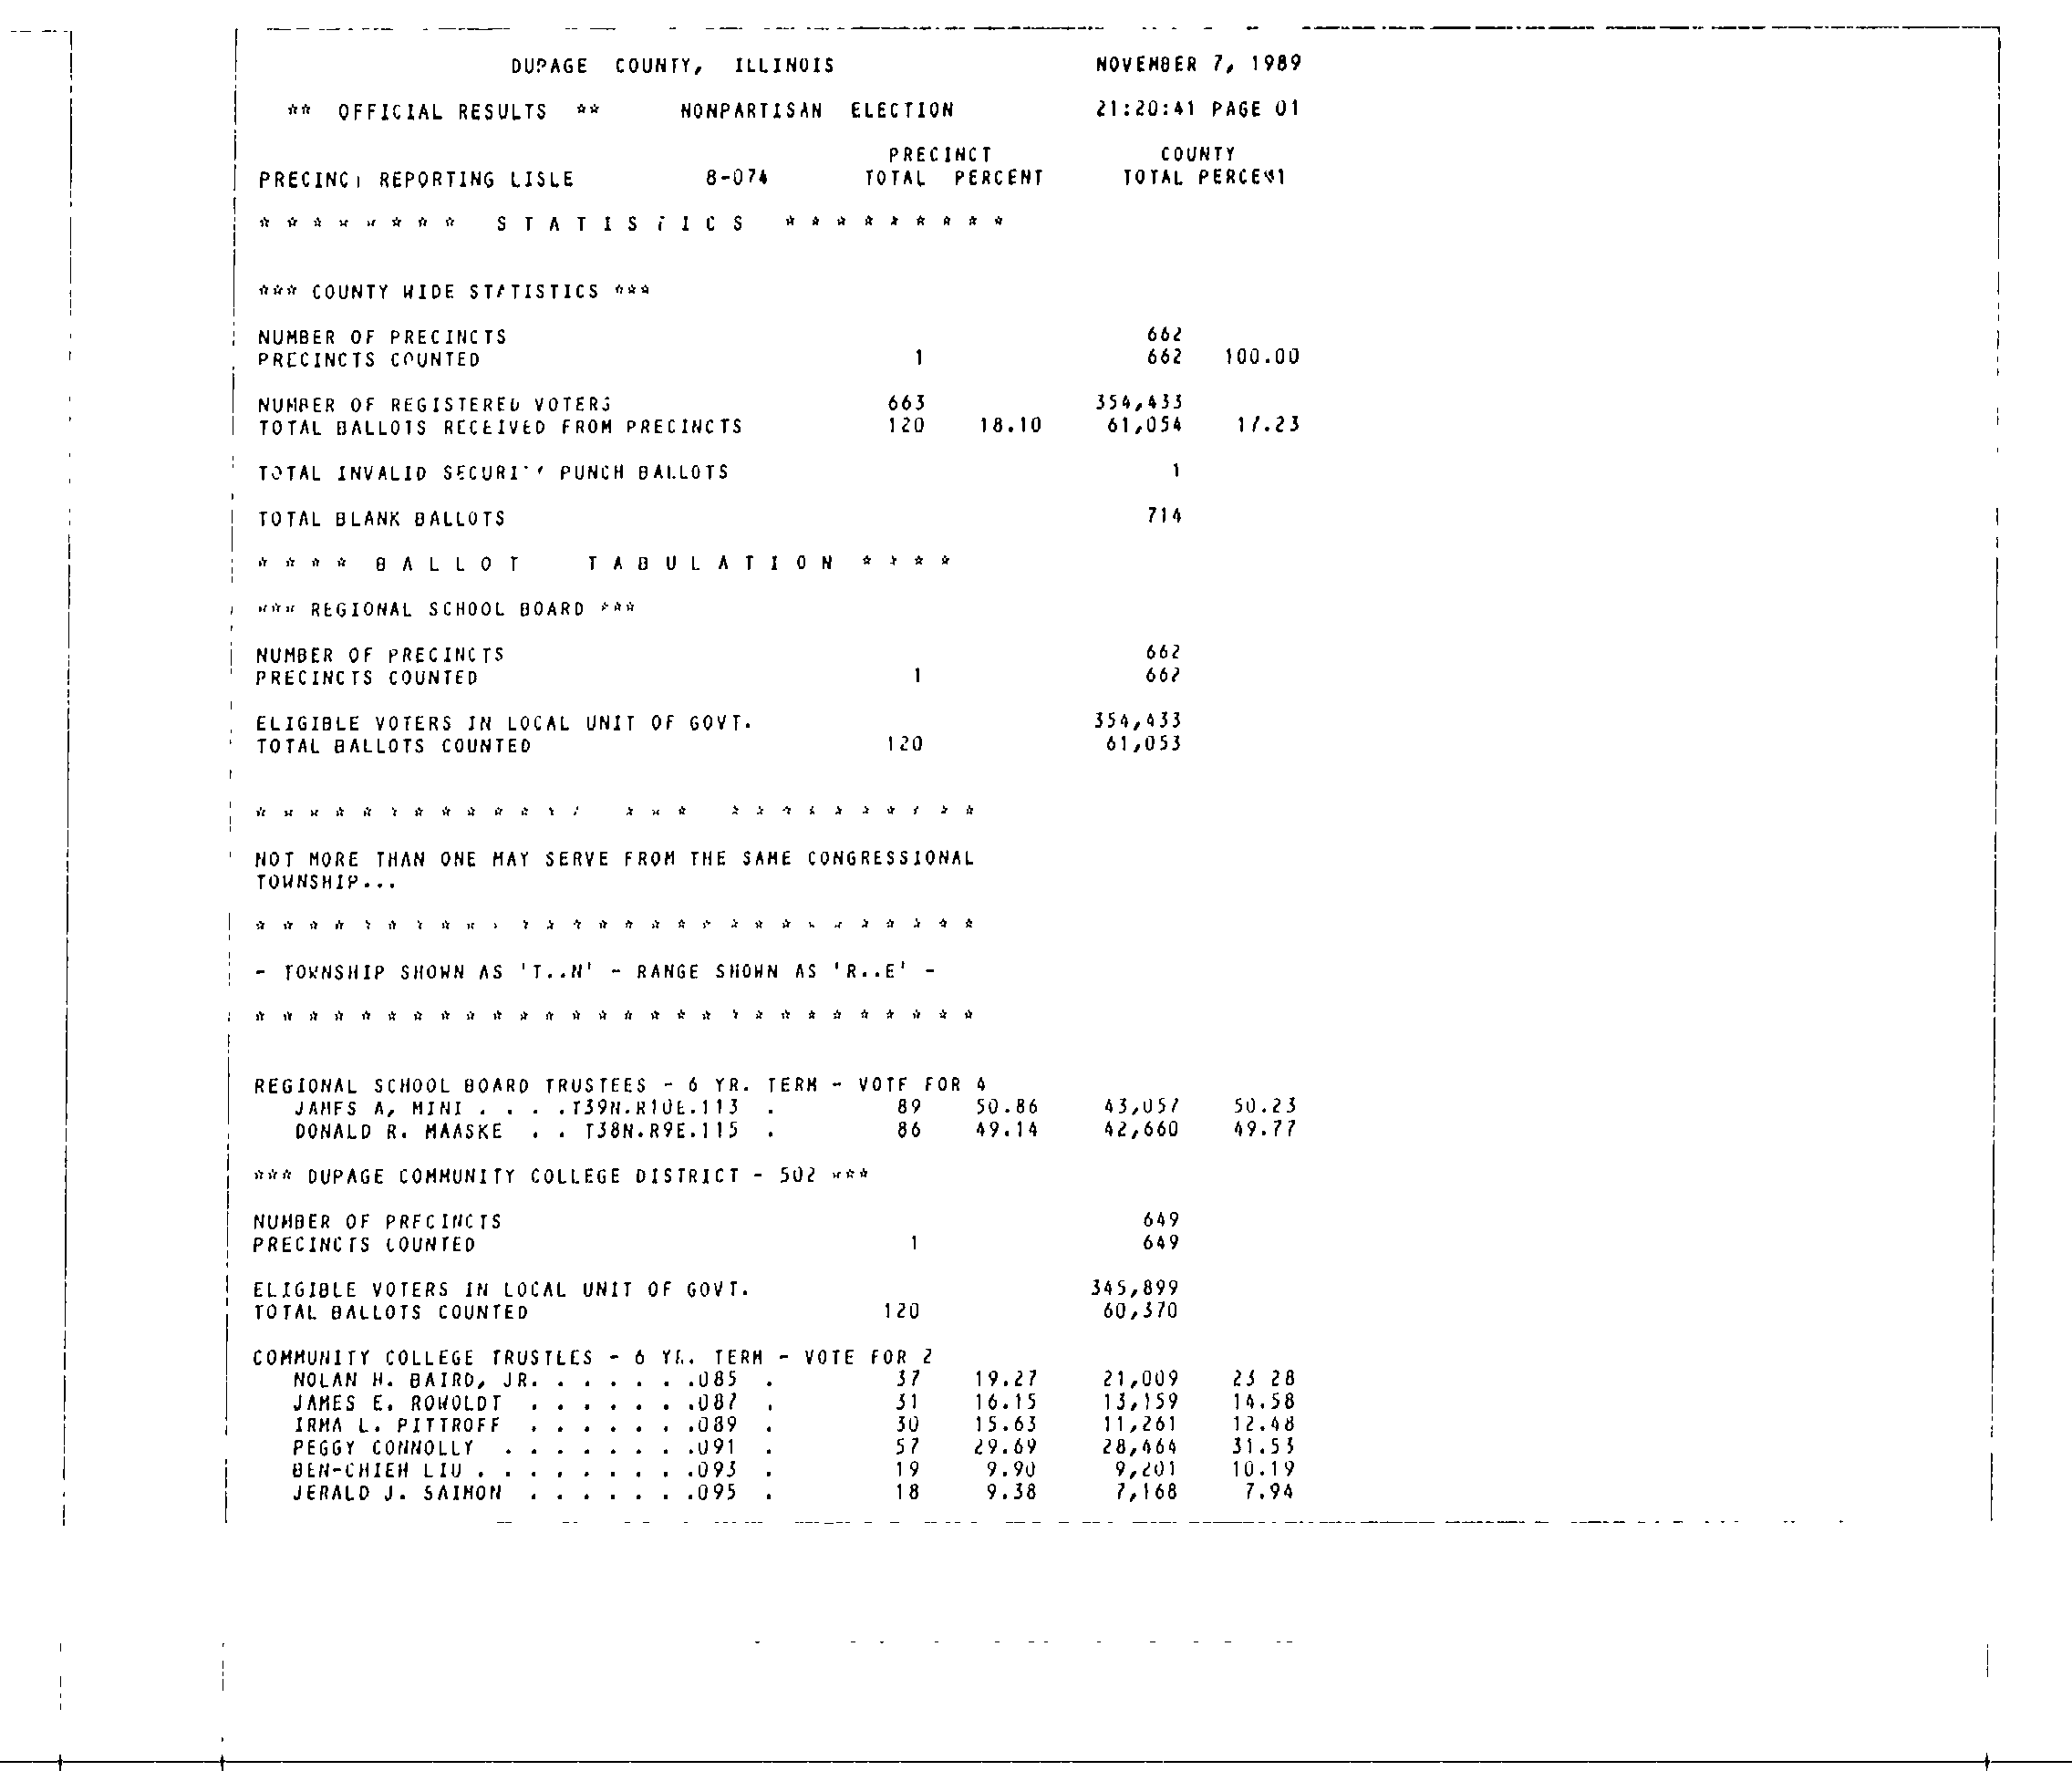 DUPAGE COUNTY, ILLINOIS NOVEMBER 7, 1989
** OFFICIAL RESULTS ** NONPARTISAN ELECTION 21:20:41 PAGE 01
PRECINCT COUNTY
PRECINCT REPORTING LISLE 8-074 TOTAL PERCENT TOTAL PERCENT
* * * * * * * * S T A T I S T I C S * * * * * * * * *
*** COUNTY WIDE STATISTICS ***
NUMBER OF PRECINCTS 662
PRECINCTS COUNTED 1 662 100.00
NUMBER OF REGISTERED VOTERS 663 354,433
TOTAL BALLOTS RECEIVED FROM PRECINCTS 120 18.10 61,054 17.23
TOTAL INVALID SECURITY PUNCH BALLOTS 1
TOTAL BLANK BALLOTS 714
* * * * B A L L O T T A B U L A T I O N * * * *
*** REGIONAL SCHOOL BOARD ***
NUMBER OF PRECINCTS 662
PRECINCTS COUNTED 1 662
ELIGIBLE VOTERS IN LOCAL UNIT OF GOVT. 354,433
TOTAL BALLOTS COUNTED 120 61,053
* * * * * * * * * * * * * * * * * * * * * * * * * *
NOT MORE THAN ONE MAY SERVE FROM THE SAME CONGRESSIONAL
TOWNSHIP...
* * * * * * * * * * * * * * * * * * * * * * * * * * * *
- TOWNSHIP SHOWN AS 'T..N' - RANGE SHOWN AS 'R..E' -
* * * * * * * * * * * * * * * * * * * * * * * * * * * *
REGIONAL SCHOOL BOARD TRUSTEES - 6 YR. TERM - VOTE FOR 4
JAMES A, MINI . . . .T39N.R10E.113 . 89 50.86 43,057 50.23
DONALD R. MAASKE . . T38N.R9E.115 . 86 49.14 42,660 49.77
*** DUPAGE COMMUNITY COLLEGE DISTRICT - 502 ***
NUMBER OF PRECINCTS 649
PRECINCTS COUNTED 1 649
ELIGIBLE VOTERS IN LOCAL UNIT OF GOVT. 345,899
TOTAL BALLOTS COUNTED 120 60,370
COMMUNITY COLLEGE TRUSTEES - 6 YR. TERM - VOTE FOR 2
NOLAN H. BAIRD, JR. . . . . . .085 . 37 19.27 21,009 23 28
JAMES E. ROWOLDT . . . . . . .087 . 31 16.15 13,159 14.58
IRMA L. PITTROFF . . . . . . .089 . 30 15.63 11,261 12.48
PEGGY CONNOLLY . . . . . . . .091 . 57 29.69 28,464 31.53
BEN-CHIEH LIU . . . . . . . . .093 . 19 9.90 9,201 10.19
JERALD J. SAIMON . . . . . . .095 . 18 9.38 7,168 7.94